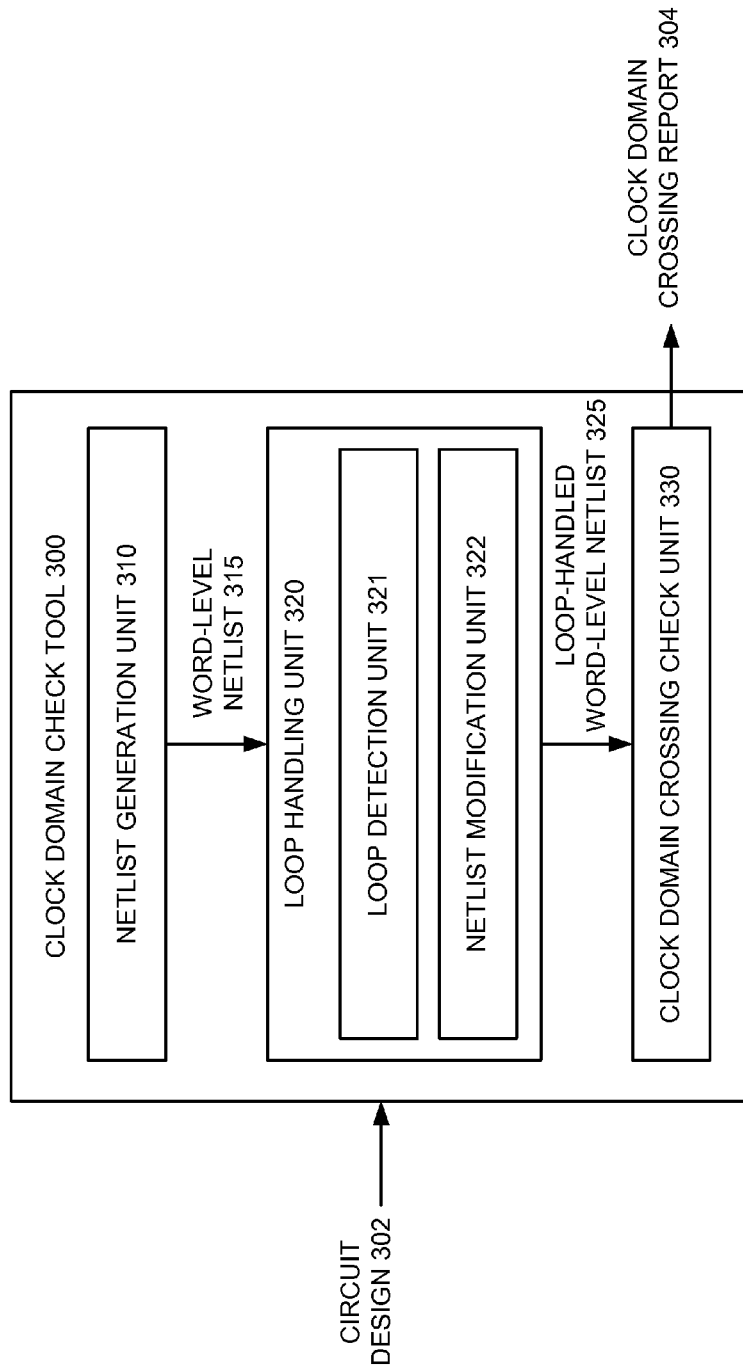 CLOCK DOMAIN CHECK TOOL 300
NETLIST GENERATION UNIT 310
WORD-LEVEL
NETLIST 315
LOOP HANDLING UNIT 320
LOOP DETECTION UNIT 321
NETLIST MODIFICATION UNIT 322
LOOP-HANDLED
WORD-LEVEL NETLIST 325
CLOCK DOMAIN CROSSING CHECK UNIT 330
CIRCUIT
DESIGN 302
CLOCK DOMAIN
CROSSING REPORT 304